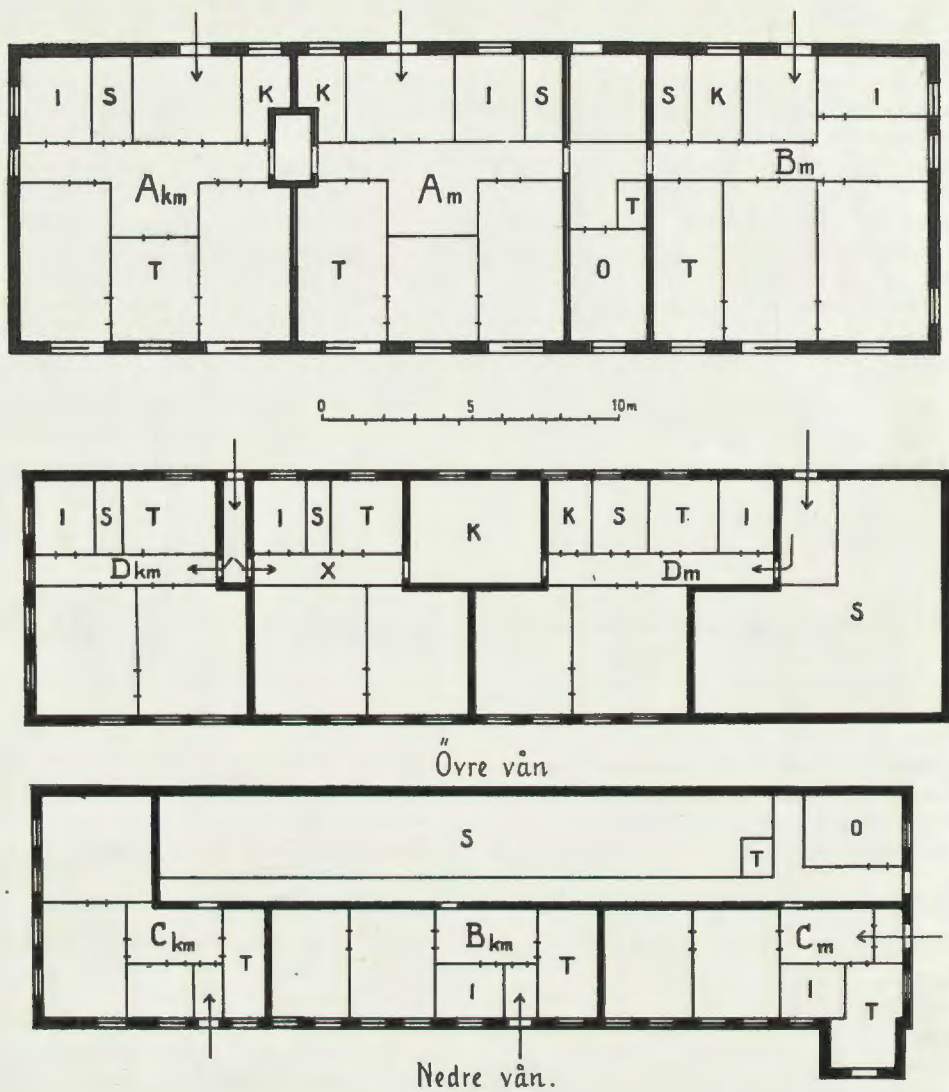 I S K K I S S K I
Akm Am Bm
T T T O T
0 5 10m
I S T I S T K K S T I
Dkm X Dm
S
Övre vån
S T O
Ckm Bkm Cm
T T
I I T
Nedre vån.